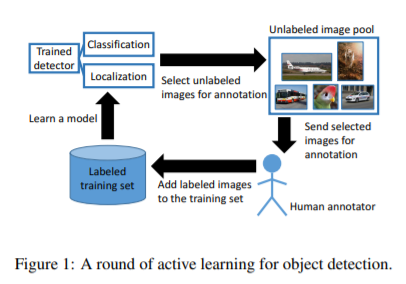 Unlabeled image pool
Trained
detector
Classification
Localization
Select unlabeled
images for annotation
Learn a model
Send selected
images for
annotation
Labeled
training set
Add labeled images
to the training set
Human annotator
Figure 1: A round of active learning for object detection.